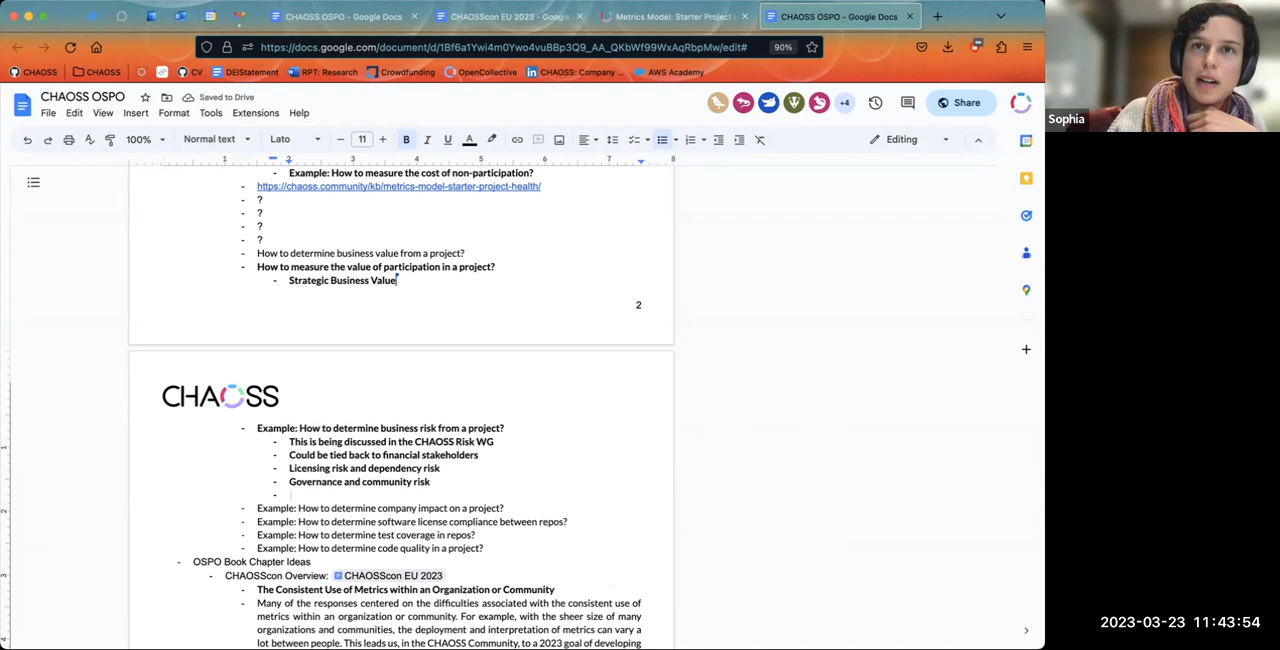 CHAOSS OSPO - Google Docs
CHAOSScon EU 2023 - Google
Metrics Model: Starter Project
CHAOSS OSPO - Google Docs
https://docs.google.com/document/d/1Bf6a1Ywi4m0Ywo4vuBBp3Q9_AA_QKbWf99WxAqRbpMw/edit#
90%
CHAOSS
CHAOSS
CV
DEIStatement
RPT: Research
Crowdfunding
OpenCollective
CHAOSS: Company ...
AWS Academy
CHAOSS OSPO
Saved to Drive
File Edit View Insert Format Tools Extensions Help
+4
Share
100%
Normal text
Lato
11
B I U A
Editing
1 2 3 4 5 6 7 8
- Example: How to measure the cost of non-participation?
- https://chaoss.community/kb/metrics-model-starter-project-health/
- ?
- ?
- ?
- ?
- How to determine business value from a project?
- How to measure the value of participation in a project?
- Strategic Business Value
2
CHAOSS
- Example: How to determine business risk from a project?
- This is being discussed in the CHAOSS Risk WG
- Could be tied back to financial stakeholders
- Licensing risk and dependency risk
- Governance and community risk
-
- Example: How to determine company impact on a project?
- Example: How to determine software license compliance between repos?
- Example: How to determine test coverage in repos?
- Example: How to determine code quality in a project?
- OSPO Book Chapter Ideas
- CHAOSScon Overview: CHAOSScon EU 2023
- The Consistent Use of Metrics within an Organization or Community
- Many of the responses centered on the difficulties associated with the consistent use of
metrics within an organization or community. For example, with the sheer size of many
organizations and communities, the deployment and interpretation of metrics can vary a
lot between people. This leads us, in the CHAOSS Community, to a 2023 goal of developing
1
2
3
4
Sophia
2023-03-23 11:43:54